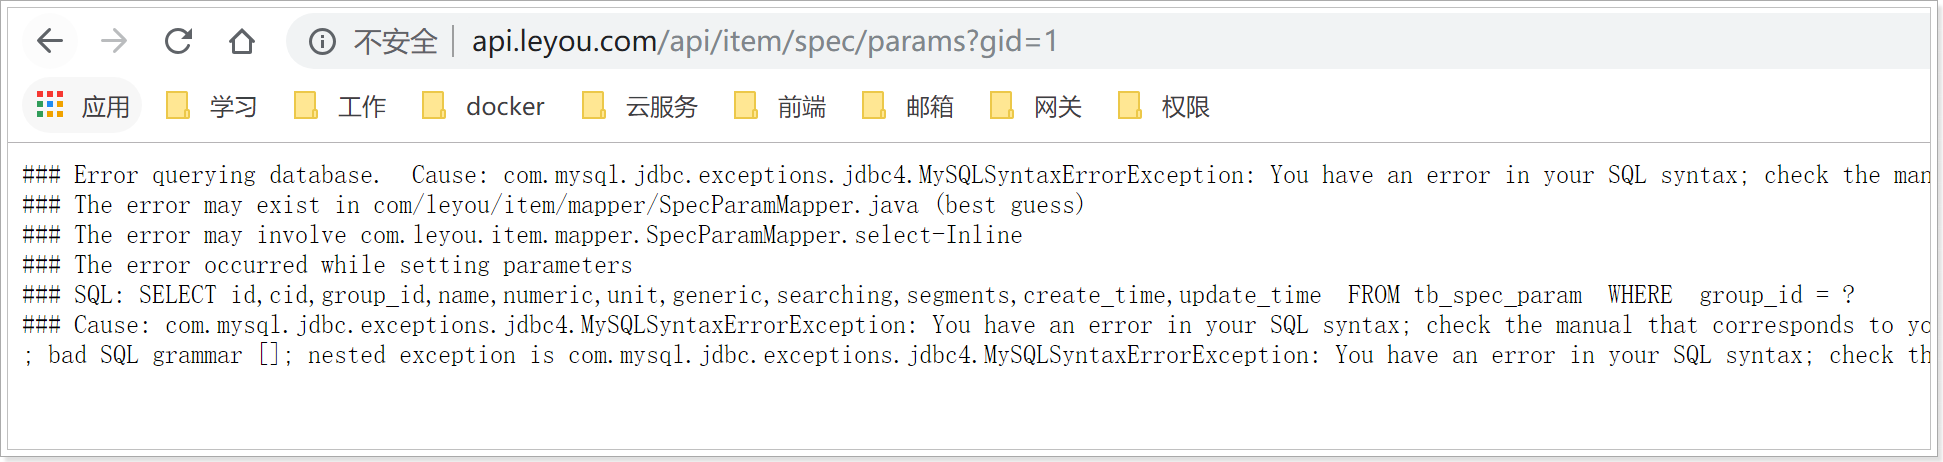 不安全 api.leyou.com/api/item/spec/params?gid=1
应用 学习 工作 docker 云服务 前端 邮箱 网关 权限
### Error querying database.  Cause: com.mysql.jdbc.exceptions.jdbc4.MySQLSyntaxErrorException: You have an error in your SQL syntax; check the man
### The error may exist in com/leyou/item/mapper/SpecParamMapper.java (best guess)
### The error may involve com.leyou.item.mapper.SpecParamMapper.select-Inline
### The error occurred while setting parameters
### SQL: SELECT id,cid,group_id,name,numeric,unit,generic,searching,segments,create_time,update_time  FROM tb_spec_param  WHERE  group_id = ?
### Cause: com.mysql.jdbc.exceptions.jdbc4.MySQLSyntaxErrorException: You have an error in your SQL syntax; check the manual that corresponds to yo
; bad SQL grammar []; nested exception is com.mysql.jdbc.exceptions.jdbc4.MySQLSyntaxErrorException: You have an error in your SQL syntax; check th